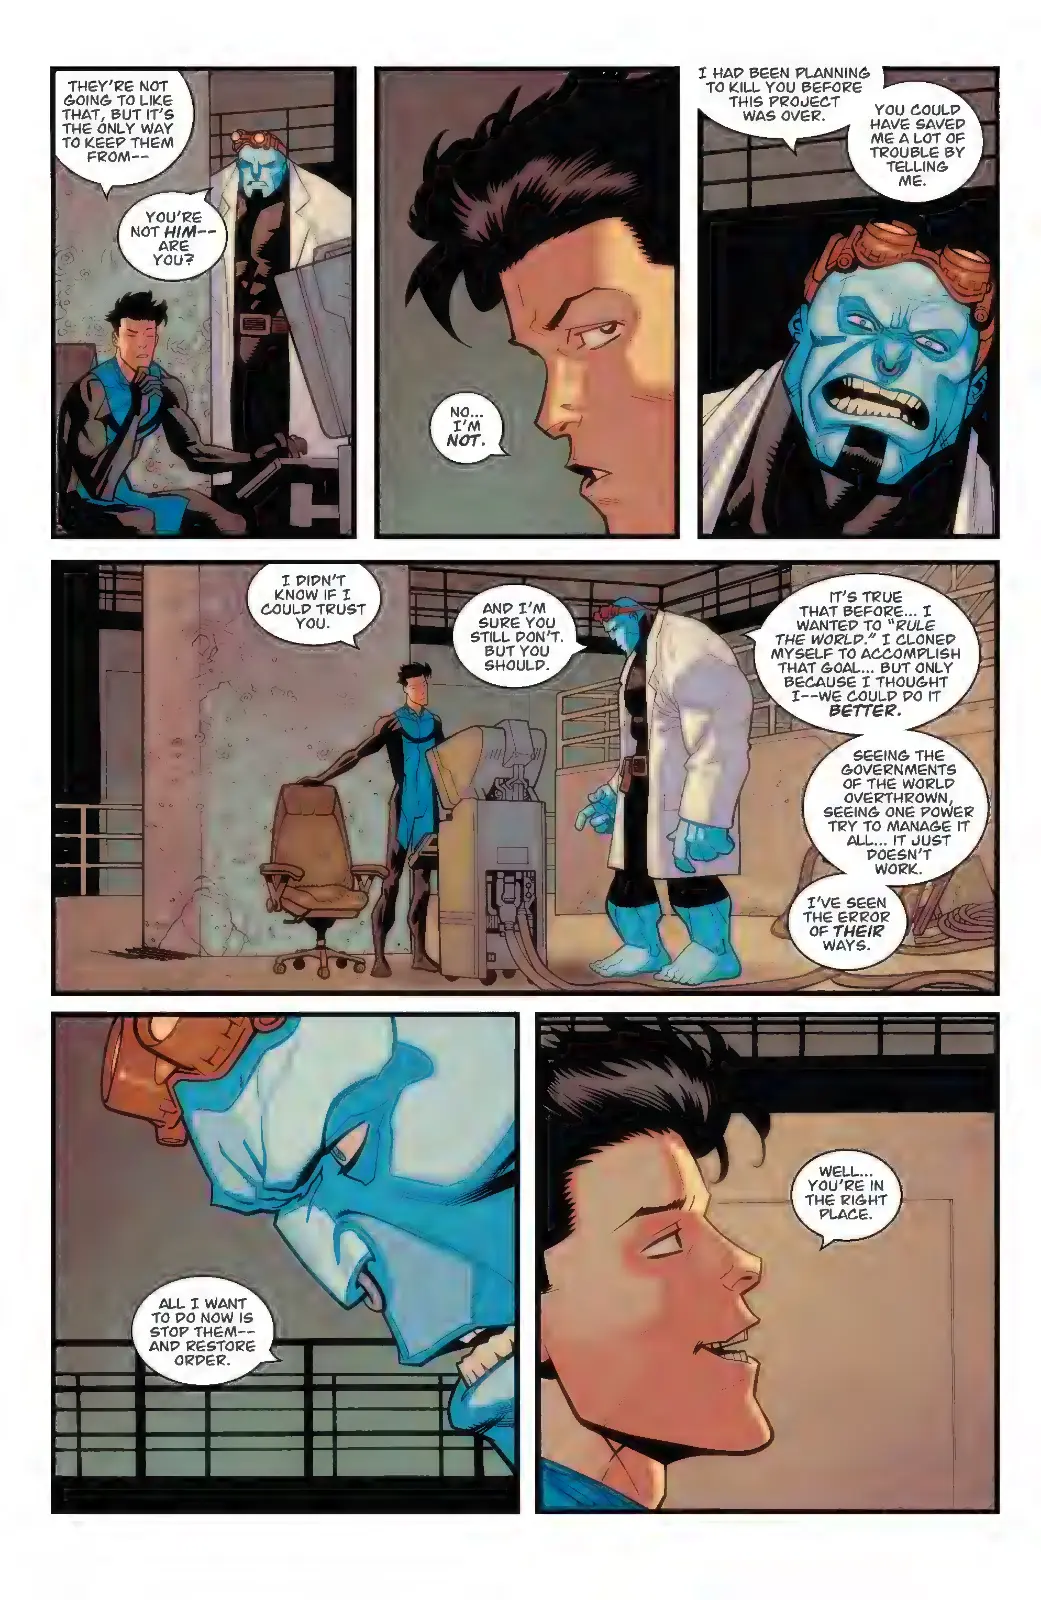 THEY'RE NOT
GOING TO LIKE
THAT, BUT IT'S
THE ONLY WAY
TO KEEP THEM
FROM--
YOU'RE
NOT HIM--
ARE
YOU?
NO...
I'M
NOT.
I HAD BEEN PLANNING
TO KILL YOU BEFORE
THIS PROJECT
WAS OVER.
YOU COULD
HAVE SAVED
ME A LOT OF
TROUBLE BY
TELLING
ME.
I DIDN'T
KNOW IF I
COULD TRUST
YOU.
AND I'M
SURE YOU
STILL DON'T.
BUT YOU
SHOULD.
IT'S TRUE
THAT BEFORE... I
WANTED TO "RULE
THE WORLD." I CLONED
MYSELF TO ACCOMPLISH
THAT GOAL... BUT ONLY
BECAUSE I THOUGHT
I--WE COULD DO IT
BETTER.
SEEING THE
GOVERNMENTS
OF THE WORLD
OVERTHROWN,
SEEING ONE POWER
TRY TO MANAGE IT
ALL... IT JUST
DOESN'T
WORK.
I'VE SEEN
THE ERROR
OF THEIR
WAYS.
ALL I WANT
TO DO NOW IS
STOP THEM--
AND RESTORE
ORDER.
WELL...
YOU'RE IN
THE RIGHT
PLACE.